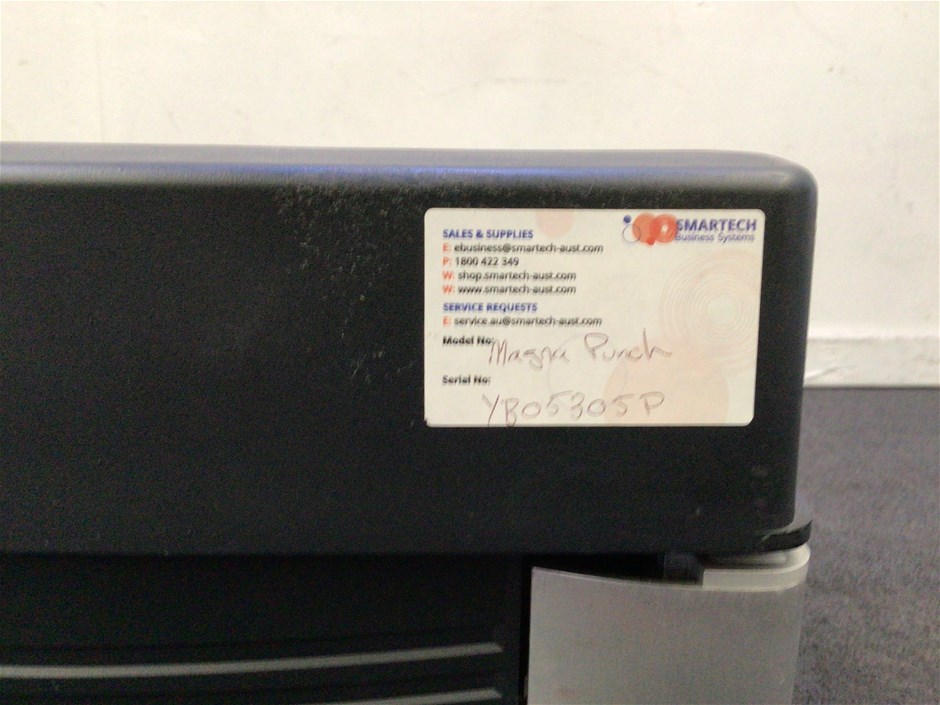 SMARTECH
Business Systems
SALES & SUPPLIES
E: ebusiness@smartech-aust.com
P: 1800 422 349
W: shop.smartech-aust.com
W: www.smartech-aust.com
SERVICE REQUESTS
E: service.au@smartech-aust.com
Model No: Magna Punch
Serial No:
YB05305P